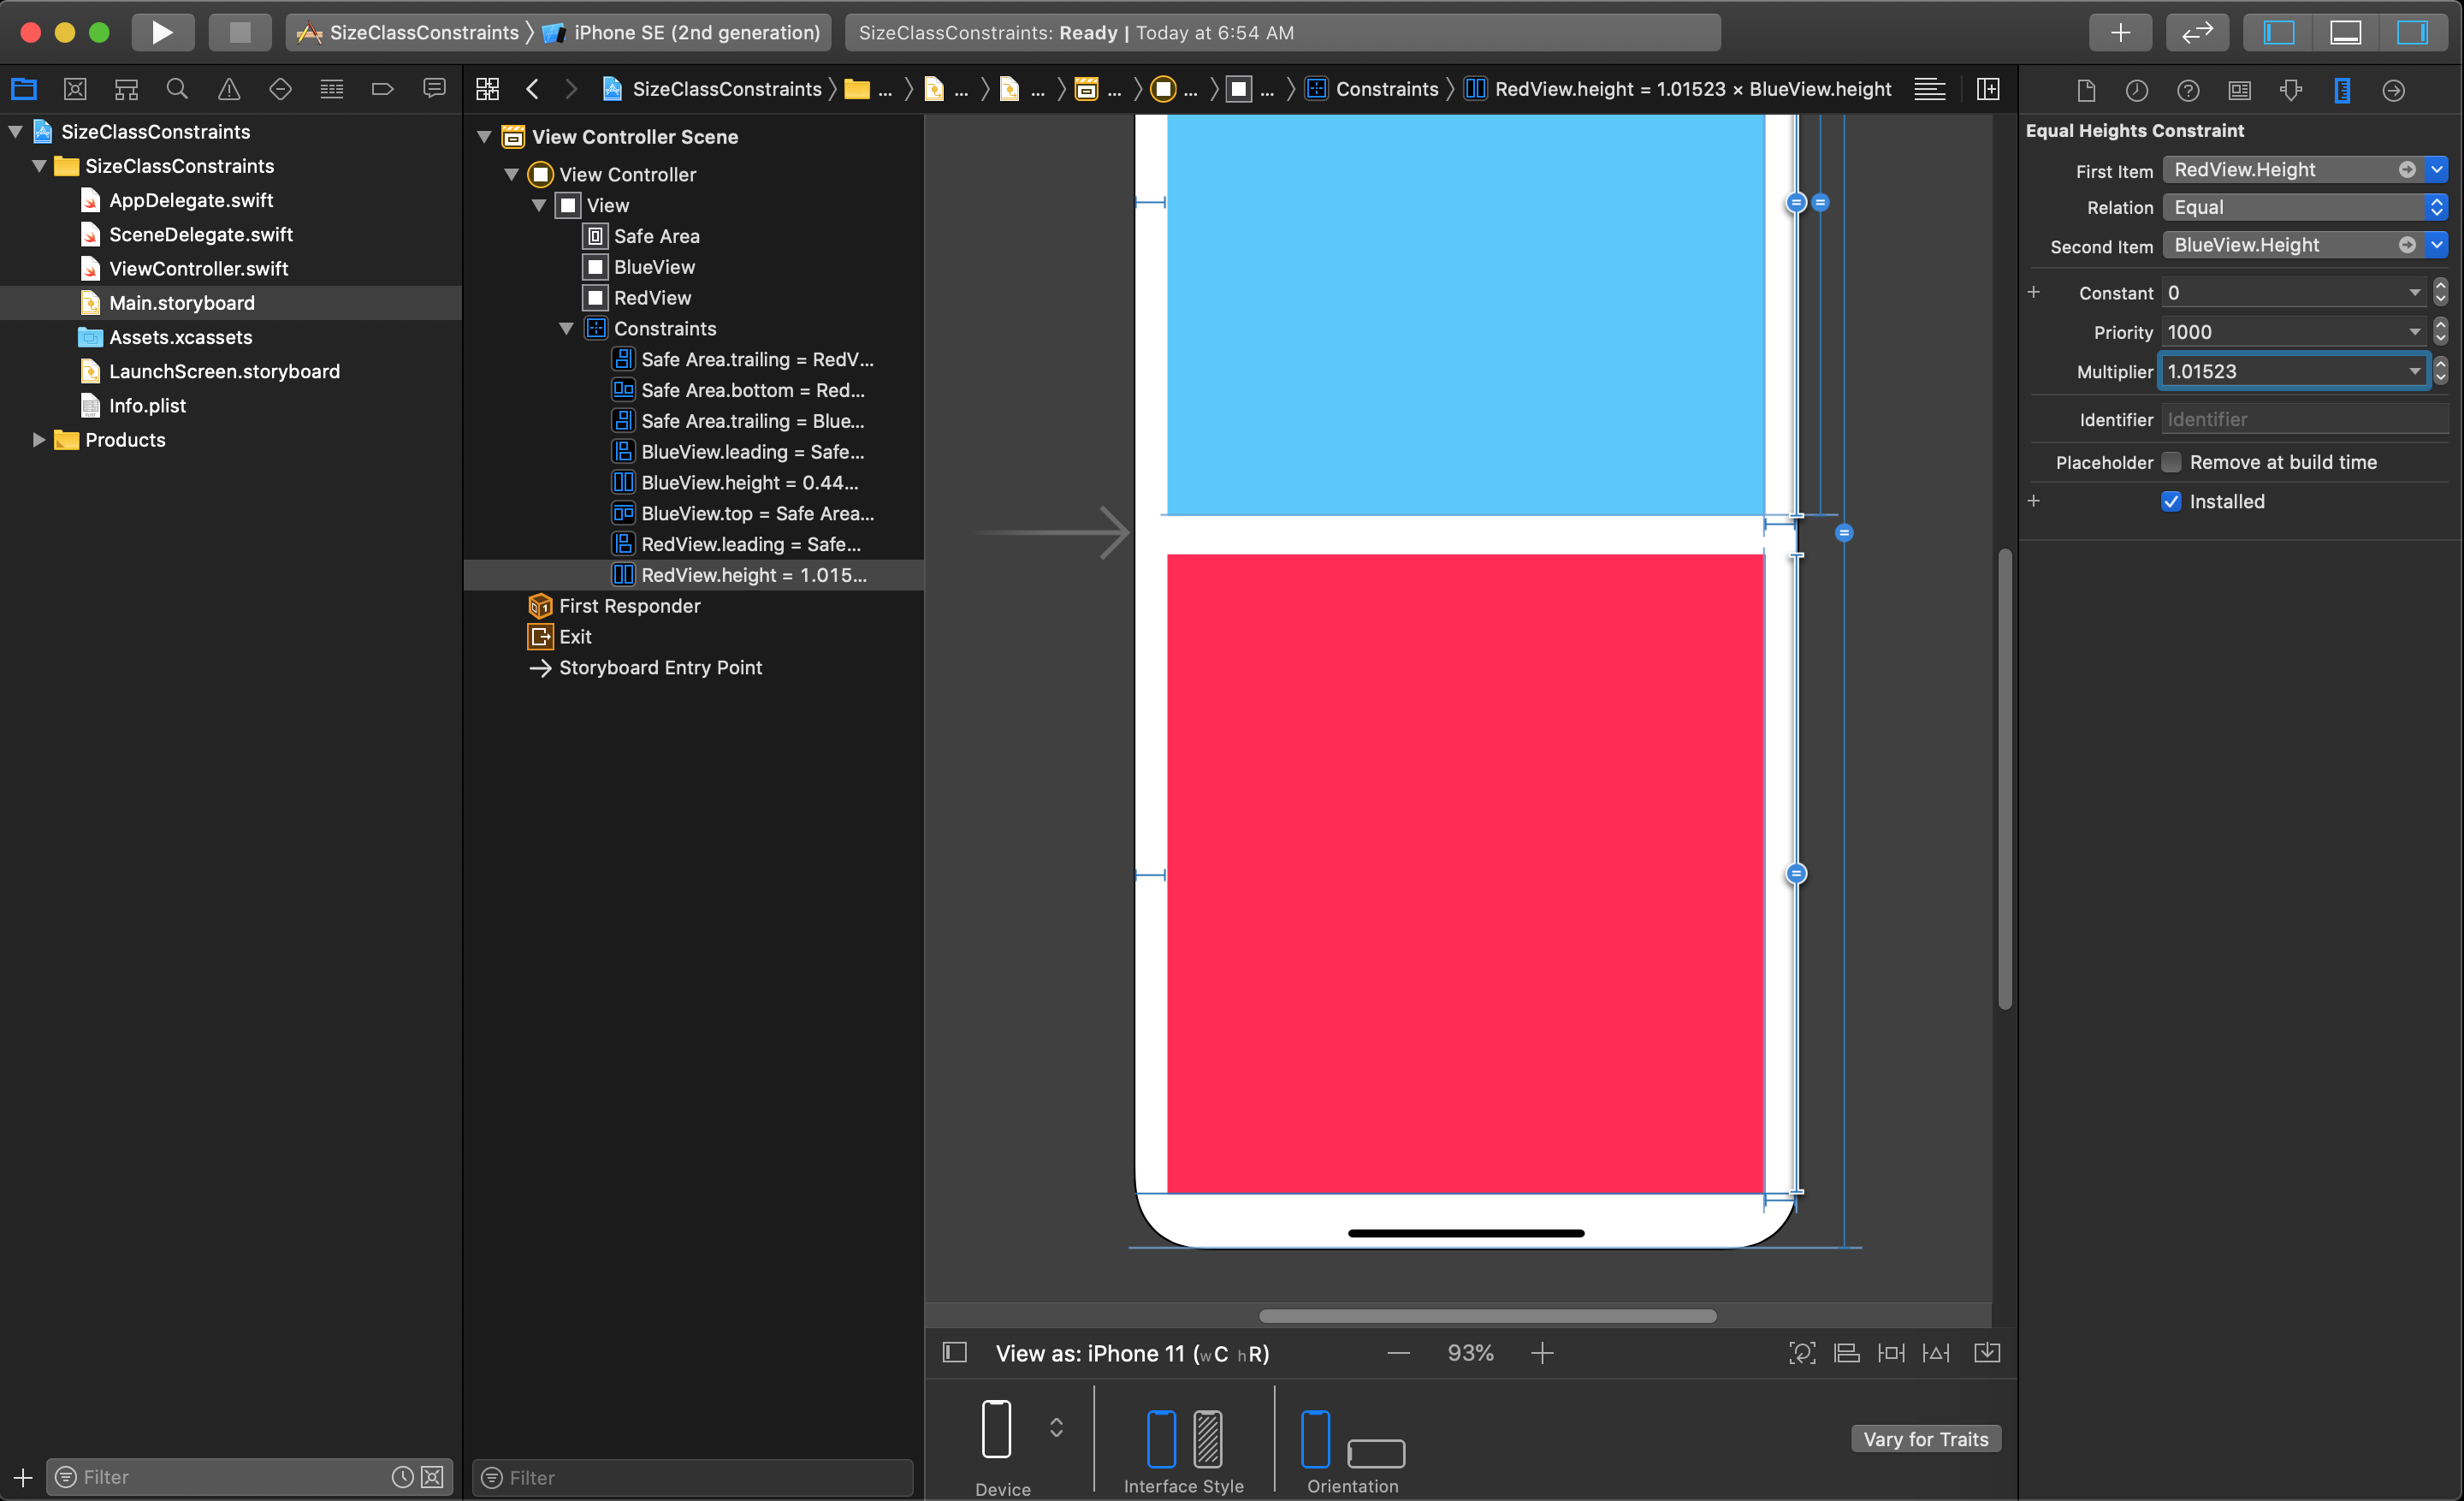 SizeClassConstraints
iPhone SE (2nd generation)
SizeClassConstraints: Ready | Today at 6:54 AM
SizeClassConstraints
SizeClassConstraints
AppDelegate.swift
SceneDelegate.swift
ViewController.swift
Main.storyboard
Assets.xcassets
LaunchScreen.storyboard
Info.plist
Products
Filter
SizeClassConstraints
...
...
...
...
...
...
Constraints
RedView.height = 1.01523 × BlueView.height
View Controller Scene
View Controller
View
Safe Area
BlueView
RedView
Constraints
Safe Area.trailing = RedV...
Safe Area.bottom = Red...
Safe Area.trailing = Blue...
BlueView.leading = Safe...
BlueView.height = 0.44...
BlueView.top = Safe Area...
RedView.leading = Safe...
RedView.height = 1.015...
First Responder
Exit
Storyboard Entry Point
Filter
View as: iPhone 11 (wC hR)
93%
Device
Interface Style
Orientation
Vary for Traits
Equal Heights Constraint
First Item RedView.Height
Relation Equal
Second Item BlueView.Height
Constant 0
Priority 1000
Multiplier 1.01523
Identifier Identifier
Placeholder Remove at build time
Installed